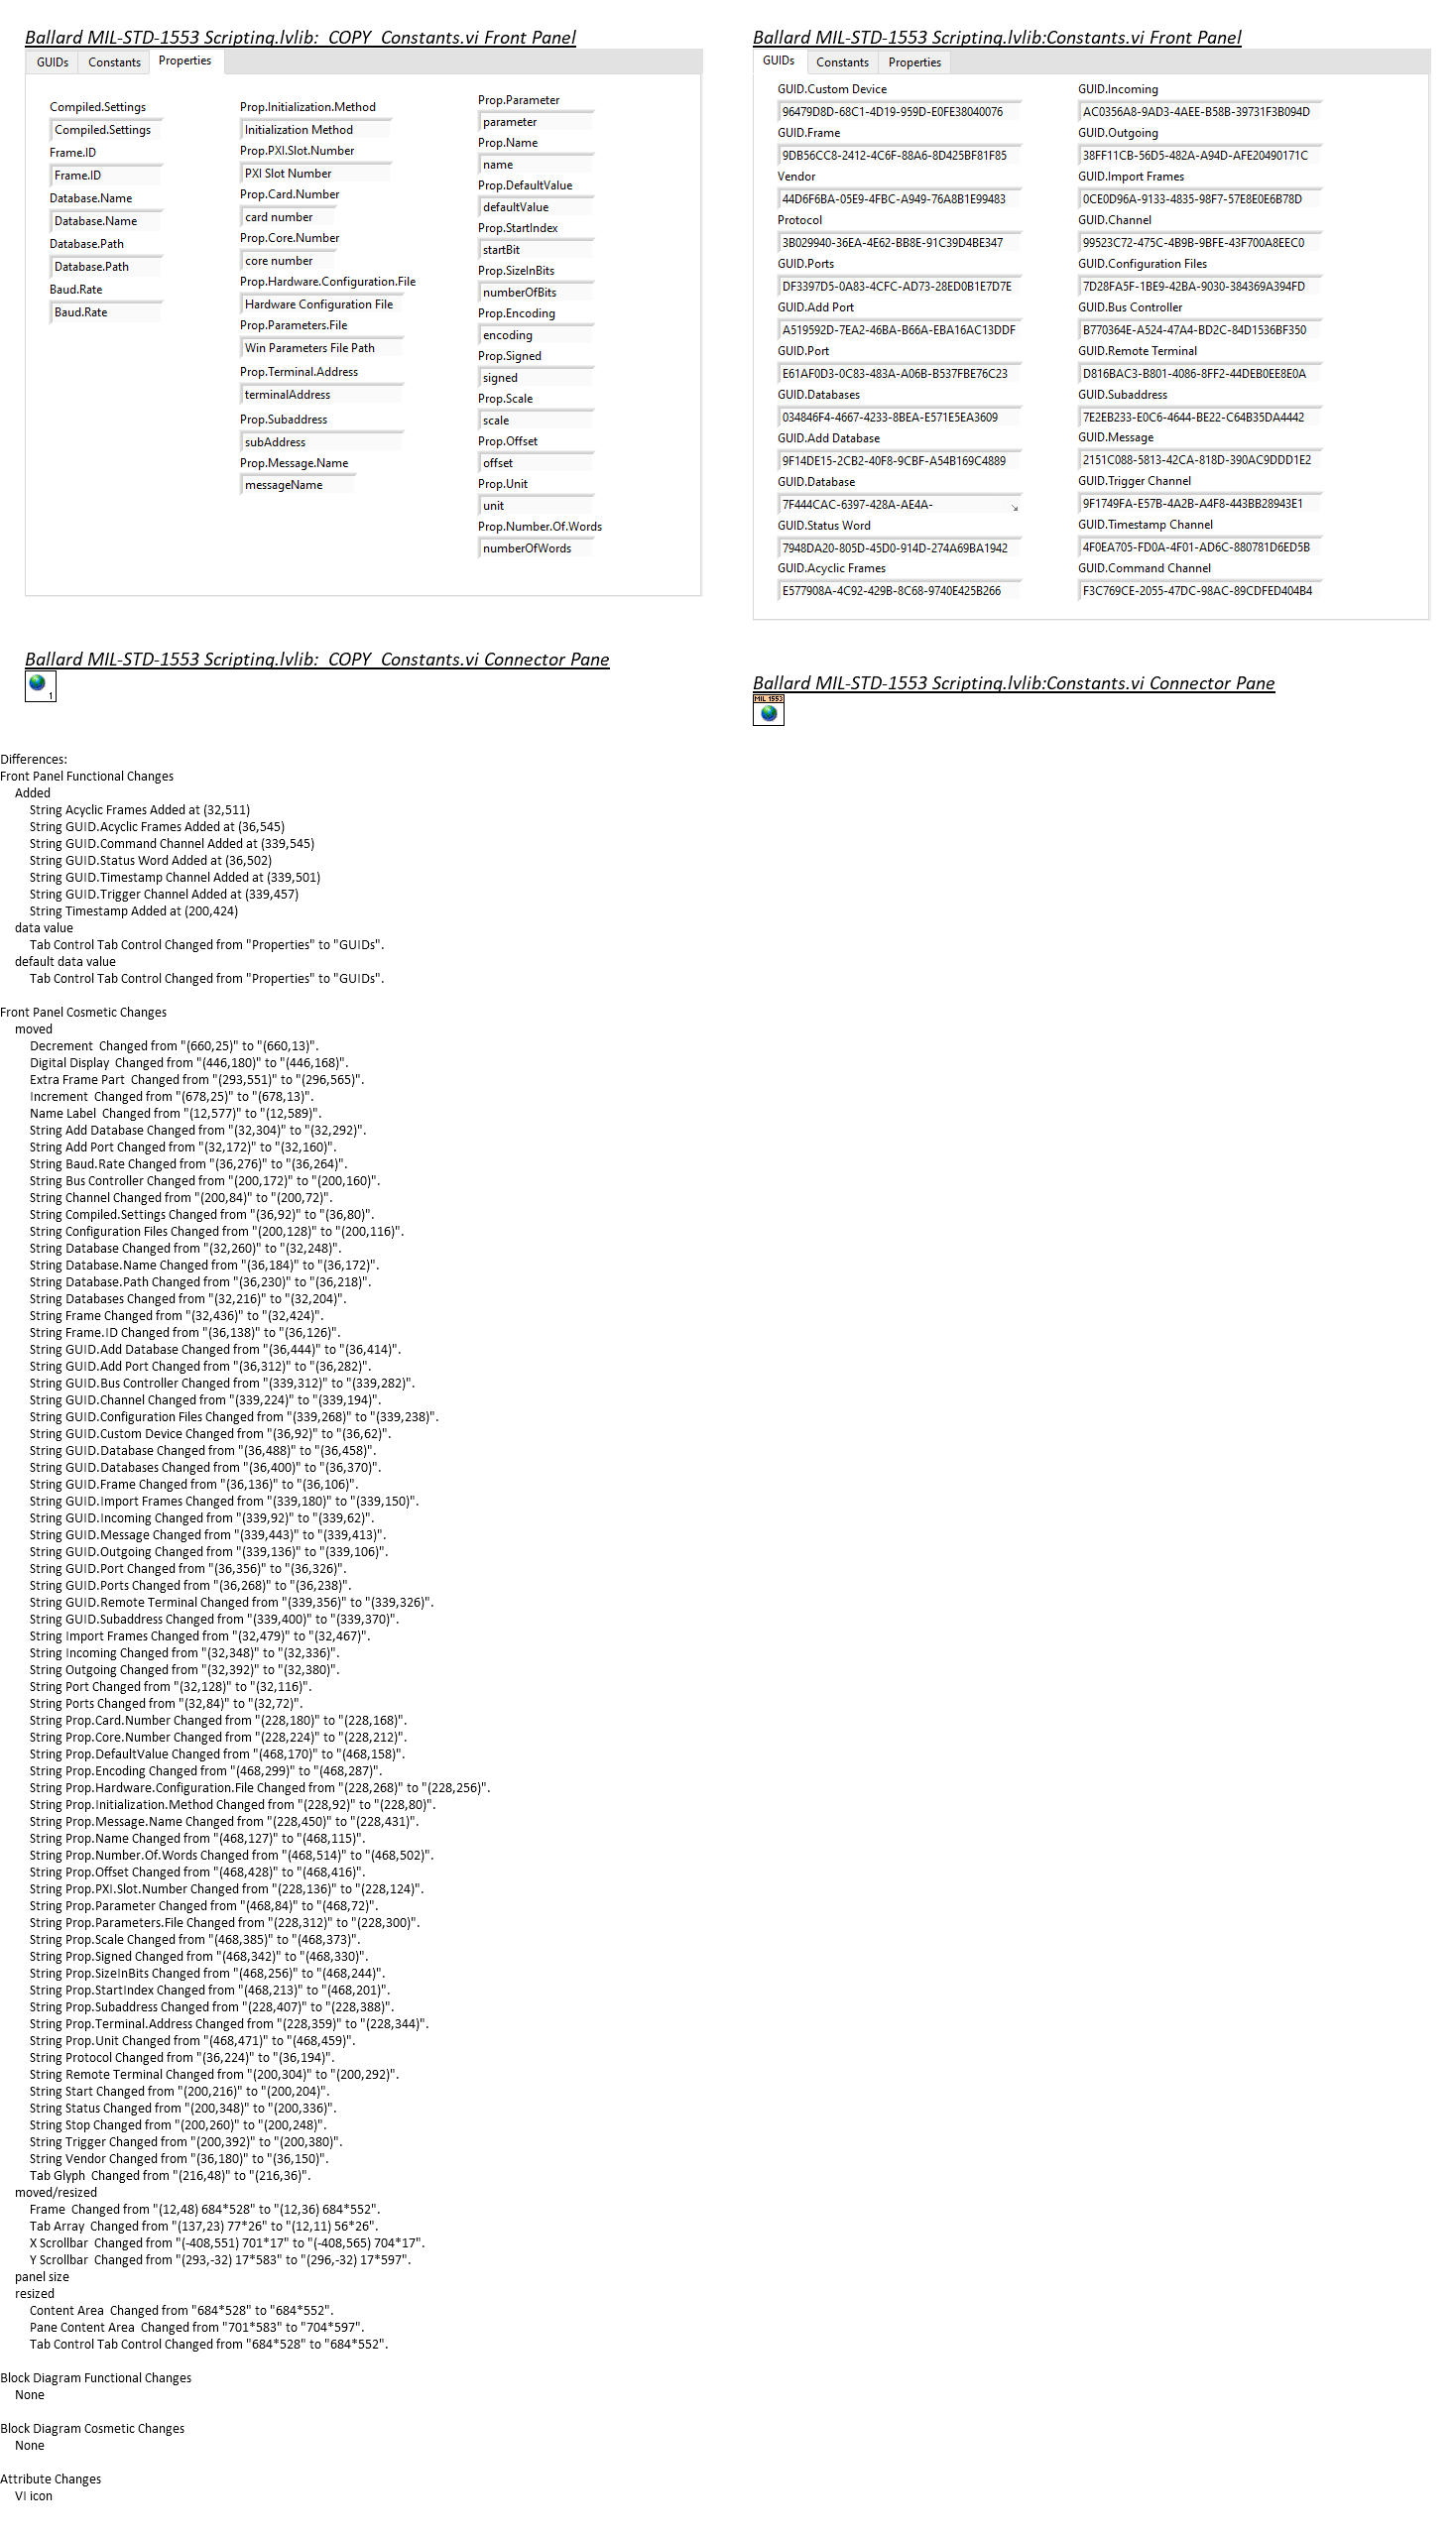 Ballard MIL-STD-1553 Scripting.lvlib:_COPY_Constants.vi Front Panel
GUIDs Constants Properties
Compiled.Settings
Compiled.Settings
Frame.ID
Frame.ID
Database.Name
Database.Name
Database.Path
Database.Path
Baud.Rate
Baud.Rate
Prop.Initialization.Method
Initialization Method
Prop.PXI.Slot.Number
PXI Slot Number
Prop.Card.Number
card number
Prop.Core.Number
core number
Prop.Hardware.Configuration.File
Hardware Configuration File
Prop.Parameters.File
Win Parameters File Path
Prop.Terminal.Address
terminalAddress
Prop.Subaddress
subAddress
Prop.Message.Name
messageName
Prop.Parameter
parameter
Prop.Name
name
Prop.DefaultValue
defaultValue
Prop.StartIndex
startBit
Prop.SizeInBits
numberOfBits
Prop.Encoding
encoding
Prop.Signed
signed
Prop.Scale
scale
Prop.Offset
offset
Prop.Unit
unit
Prop.Number.Of.Words
numberOfWords
Ballard MIL-STD-1553 Scripting.lvlib:Constants.vi Front Panel
GUIDs Constants Properties
GUID.Custom Device
96479D8D-68C1-4D19-959D-E0FE38040076
GUID.Frame
9DB56CC8-2412-4C6F-88A6-8D425BF81F85
Vendor
44D6F6BA-05E9-4FBC-A949-76A8B1E99483
Protocol
3B029940-36EA-4E62-BB8E-91C39D4BE347
GUID.Ports
DF3397D5-0A83-4CFC-AD73-28ED0B1E7D7E
GUID.Add Port
A519592D-7EA2-46BA-B66A-EBA16AC13DDF
GUID.Port
E61AF0D3-0C83-483A-A06B-B537FBE76C23
GUID.Databases
034846F4-4667-4233-8BEA-E571E5EA3609
GUID.Add Database
9F14DE15-2CB2-40F8-9CBF-A54B169C4889
GUID.Database
7F444CAC-6397-428A-AE4A-
GUID.Status Word
7948DA20-805D-45D0-914D-274A69BA1942
GUID.Acyclic Frames
E577908A-4C92-429B-8C68-9740E425B266
GUID.Incoming
AC0356A8-9AD3-4AEE-B58B-39731F3B094D
GUID.Outgoing
38FF11CB-56D5-482A-A94D-AFE20490171C
GUID.Import Frames
0CE0D96A-9133-4835-98F7-57E8E0E6B78D
GUID.Channel
99523C72-475C-4B9B-9BFE-43F700A8EEC0
GUID.Configuration Files
7D28FA5F-1BE9-42BA-9030-384369A394FD
GUID.Bus Controller
B770364E-A524-47A4-BD2C-84D1536BF350
GUID.Remote Terminal
D816BAC3-B801-4086-8FF2-44DEB0EE8E0A
GUID.Subaddress
7E2EB233-E0C6-4644-BE22-C64B35DA4442
GUID.Message
2151C088-5813-42CA-818D-390AC9DDD1E2
GUID.Trigger Channel
9F1749FA-E57B-4A2B-A4F8-443BB28943E1
GUID.Timestamp Channel
4F0EA705-FD0A-4F01-AD6C-880781D6ED5B
GUID.Command Channel
F3C769CE-2055-47DC-98AC-89CDFED404B4
Ballard MIL-STD-1553 Scripting.lvlib:_COPY_Constants.vi Connector Pane
1
Ballard MIL-STD-1553 Scripting.lvlib:Constants.vi Connector Pane
MIL 1553
Differences:
Front Panel Functional Changes
Added
String Acyclic Frames Added at (32,511)
String GUID.Acyclic Frames Added at (36,545)
String GUID.Command Channel Added at (339,545)
String GUID.Status Word Added at (36,502)
String GUID.Timestamp Channel Added at (339,501)
String GUID.Trigger Channel Added at (339,457)
String Timestamp Added at (200,424)
data value
Tab Control Tab Control Changed from "Properties" to "GUIDs".
default data value
Tab Control Tab Control Changed from "Properties" to "GUIDs".
Front Panel Cosmetic Changes
moved
Decrement  Changed from "(660,25)" to "(660,13)".
Digital Display  Changed from "(446,180)" to "(446,168)".
Extra Frame Part  Changed from "(293,551)" to "(296,565)".
Increment  Changed from "(678,25)" to "(678,13)".
Name Label  Changed from "(12,577)" to "(12,589)".
String Add Database Changed from "(32,304)" to "(32,292)".
String Add Port Changed from "(32,172)" to "(32,160)".
String Baud.Rate Changed from "(36,276)" to "(36,264)".
String Bus Controller Changed from "(200,172)" to "(200,160)".
String Channel Changed from "(200,84)" to "(200,72)".
String Compiled.Settings Changed from "(36,92)" to "(36,80)".
String Configuration Files Changed from "(200,128)" to "(200,116)".
String Database Changed from "(32,260)" to "(32,248)".
String Database.Name Changed from "(36,184)" to "(36,172)".
String Database.Path Changed from "(36,230)" to "(36,218)".
String Databases Changed from "(32,216)" to "(32,204)".
String Frame Changed from "(32,436)" to "(32,424)".
String Frame.ID Changed from "(36,138)" to "(36,126)".
String GUID.Add Database Changed from "(36,444)" to "(36,414)".
String GUID.Add Port Changed from "(36,312)" to "(36,282)".
String GUID.Bus Controller Changed from "(339,312)" to "(339,282)".
String GUID.Channel Changed from "(339,224)" to "(339,194)".
String GUID.Configuration Files Changed from "(339,268)" to "(339,238)".
String GUID.Custom Device Changed from "(36,92)" to "(36,62)".
String GUID.Database Changed from "(36,488)" to "(36,458)".
String GUID.Databases Changed from "(36,400)" to "(36,370)".
String GUID.Frame Changed from "(36,136)" to "(36,106)".
String GUID.Import Frames Changed from "(339,180)" to "(339,150)".
String GUID.Incoming Changed from "(339,92)" to "(339,62)".
String GUID.Message Changed from "(339,443)" to "(339,413)".
String GUID.Outgoing Changed from "(339,136)" to "(339,106)".
String GUID.Port Changed from "(36,356)" to "(36,326)".
String GUID.Ports Changed from "(36,268)" to "(36,238)".
String GUID.Remote Terminal Changed from "(339,356)" to "(339,326)".
String GUID.Subaddress Changed from "(339,400)" to "(339,370)".
String Import Frames Changed from "(32,479)" to "(32,467)".
String Incoming Changed from "(32,348)" to "(32,336)".
String Outgoing Changed from "(32,392)" to "(32,380)".
String Port Changed from "(32,128)" to "(32,116)".
String Ports Changed from "(32,84)" to "(32,72)".
String Prop.Card.Number Changed from "(228,180)" to "(228,168)".
String Prop.Core.Number Changed from "(228,224)" to "(228,212)".
String Prop.DefaultValue Changed from "(468,170)" to "(468,158)".
String Prop.Encoding Changed from "(468,299)" to "(468,287)".
String Prop.Hardware.Configuration.File Changed from "(228,268)" to "(228,256)".
String Prop.Initialization.Method Changed from "(228,92)" to "(228,80)".
String Prop.Message.Name Changed from "(228,450)" to "(228,431)".
String Prop.Name Changed from "(468,127)" to "(468,115)".
String Prop.Number.Of.Words Changed from "(468,514)" to "(468,502)".
String Prop.Offset Changed from "(468,428)" to "(468,416)".
String Prop.PXI.Slot.Number Changed from "(228,136)" to "(228,124)".
String Prop.Parameter Changed from "(468,84)" to "(468,72)".
String Prop.Parameters.File Changed from "(228,312)" to "(228,300)".
String Prop.Scale Changed from "(468,385)" to "(468,373)".
String Prop.Signed Changed from "(468,342)" to "(468,330)".
String Prop.SizeInBits Changed from "(468,256)" to "(468,244)".
String Prop.StartIndex Changed from "(468,213)" to "(468,201)".
String Prop.Subaddress Changed from "(228,407)" to "(228,388)".
String Prop.Terminal.Address Changed from "(228,359)" to "(228,344)".
String Prop.Unit Changed from "(468,471)" to "(468,459)".
String Protocol Changed from "(36,224)" to "(36,194)".
String Remote Terminal Changed from "(200,304)" to "(200,292)".
String Start Changed from "(200,216)" to "(200,204)".
String Status Changed from "(200,348)" to "(200,336)".
String Stop Changed from "(200,260)" to "(200,248)".
String Trigger Changed from "(200,392)" to "(200,380)".
String Vendor Changed from "(36,180)" to "(36,150)".
Tab Glyph  Changed from "(216,48)" to "(216,36)".
moved/resized
Frame  Changed from "(12,48) 684*528" to "(12,36) 684*552".
Tab Array  Changed from "(137,23) 77*26" to "(12,11) 56*26".
X Scrollbar  Changed from "(-408,551) 701*17" to "(-408,565) 704*17".
Y Scrollbar  Changed from "(293,-32) 17*583" to "(296,-32) 17*597".
panel size
resized
Content Area  Changed from "684*528" to "684*552".
Pane Content Area  Changed from "701*583" to "704*597".
Tab Control Tab Control Changed from "684*528" to "684*552".
Block Diagram Functional Changes
None
Block Diagram Cosmetic Changes
None
Attribute Changes
VI icon